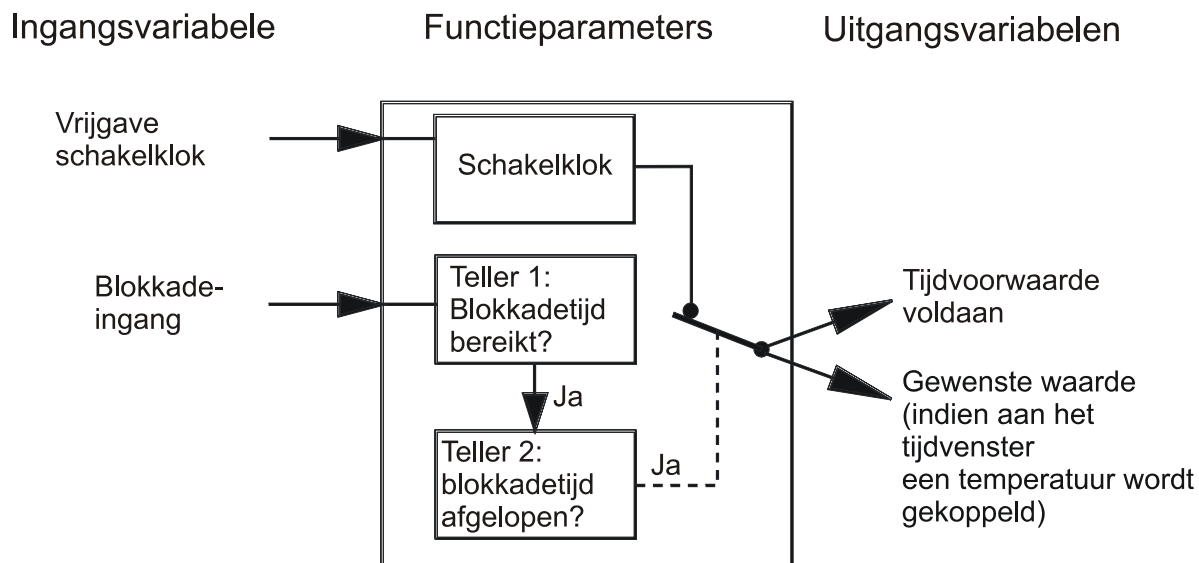 Ingangsvariabele
Functieparameters
Uitgangsvariabelen
Vrijgave
schakelklok
Schakelklok
Blokkade-
ingang
Teller 1:
Blokkadetijd
bereikt?
Ja
Teller 2:
blokkadetijd
afgelopen?
Ja
Tijdvoorwaarde
voldaan
Gewenste waarde
(indien aan het
tijdvenster
een temperatuur wordt
gekoppeld)